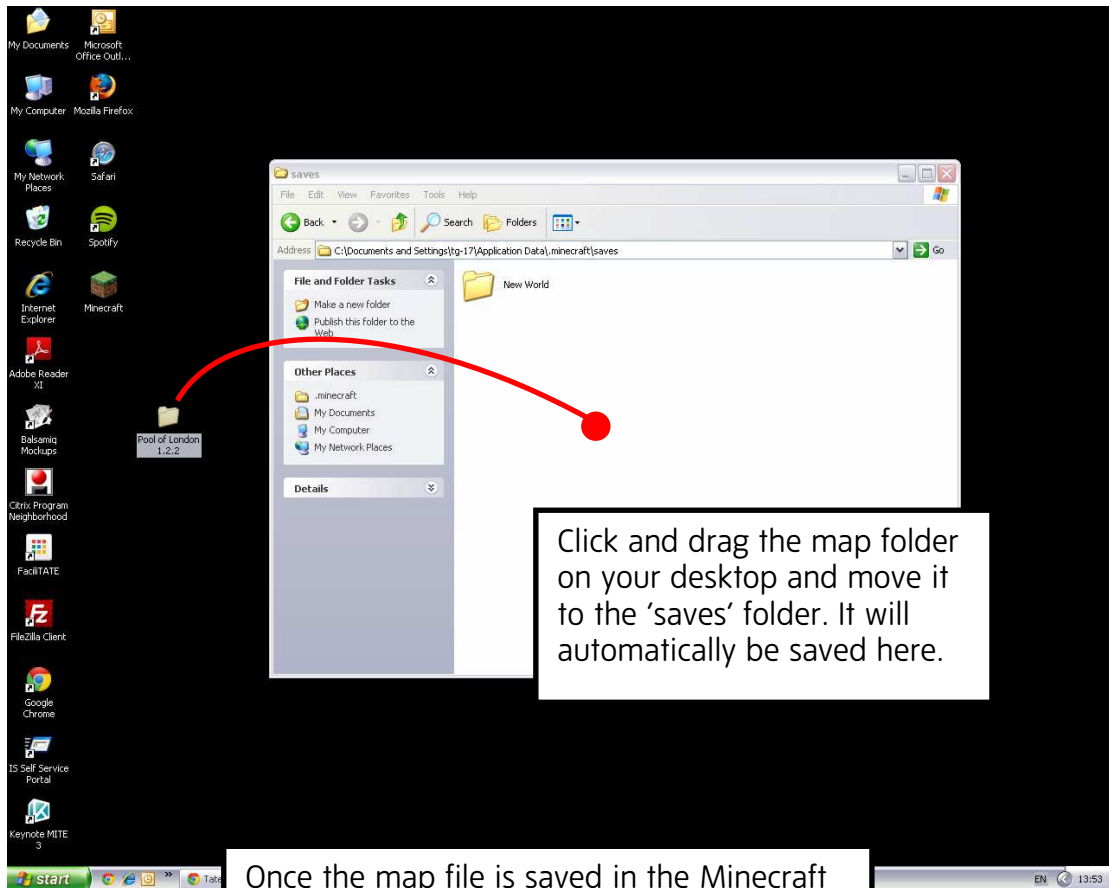 My Documents
Microsoft
Office Outl...
My Computer
Mozilla Firefox
My Network
Places
Safari
Recycle Bin
Spotify
Internet
Explorer
Minecraft
Adobe Reader
XI
Balsamiq
Mockups
Pool of London
1.2.2
Citrix Program
Neighborhood
FaciliTATE
FileZilla Client
Google
Chrome
IS Self Service
Portal
Keynote MITE
3
saves
File Edit View Favorites Tools Help
Back Search Folders
Address C:\Documents and Settings\tg-17\Application Data\.minecraft\saves Go
File and Folder Tasks
Make a new folder
Publish this folder to the
Web
Other Places
.minecraft
My Documents
My Computer
My Network Places
Details
New World
Click and drag the map folder
on your desktop and move it
to the ‘saves’ folder. It will
automatically be saved here.
Once the map file is saved in the Minecraft
start » Tate EN 13:53